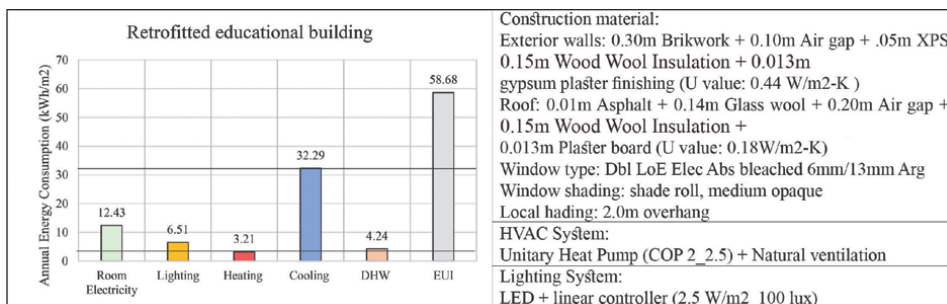 Retrofitted educational building
Annual Energy Consumption (kWh/m2)
70
60
50
40
30
20
10
0
12.43
6.51
3.21
32.29
4.24
58.68
Room
Electricity
Lighting
Heating
Cooling
DHW
EUI
Construction material:
Exterior walls: 0.30m Brikwork + 0.10m Air gap + .05m XPS
0.15m Wood Wool Insulation + 0.013m
gypsum plaster finishing (U value: 0.44 W/m2-K )
Roof: 0.01m Asphalt + 0.14m Glass wool + 0.20m Air gap +
0.15m Wood Wool Insulation +
0.013m Plaster board (U value: 0.18W/m2-K)
Window type: Dbl LoE Elec Abs bleached 6mm/13mm Arg
Window shading: shade roll, medium opaque
Local hading: 2.0m overhang
HVAC System:
Unitary Heat Pump (COP 2_2.5) + Natural ventilation
Lighting System:
LED + linear controller (2.5 W/m2_100 lux)